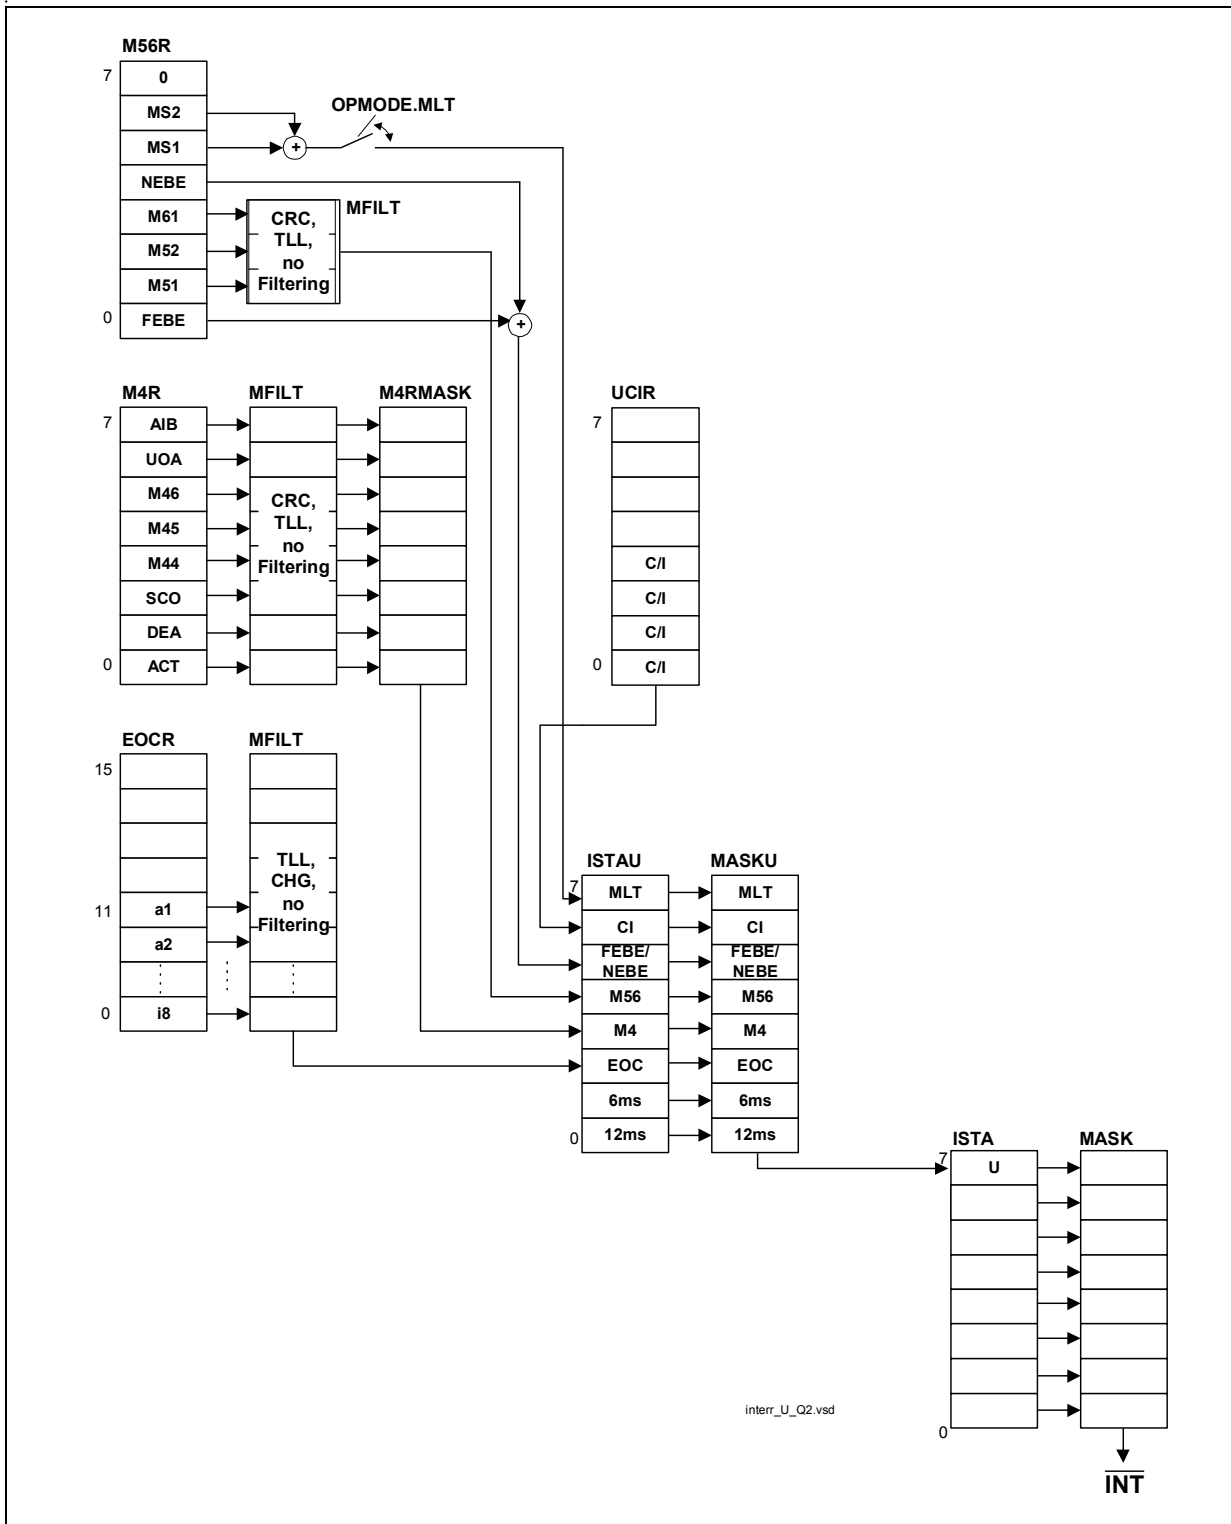 M56R
7
0
MS2
OPMODE.MLT
MS1
+
NEBE
M61
M52
M51
0
FEBE
CRC,
TLL,
no
Filtering
MFILT
+
M4R
MFILT
M4RMASK
UCIR
7
AIB
UOA
M46
M45
M44
SCO
DEA
0
ACT
CRC,
TLL,
no
Filtering
7
C/I
C/I
C/I
0
C/I
EOCR
MFILT
15
11
a1
a2
0
i8
TLL,
CHG,
no
Filtering
ISTAU
MASKU
7
MLT
MLT
CI
CI
FEBE/
NEBE
FEBE/
NEBE
M56
M56
M4
M4
EOC
EOC
6ms
6ms
0
12ms
12ms
ISTA
MASK
7
U
0
interr_U_Q2.vsd
INT